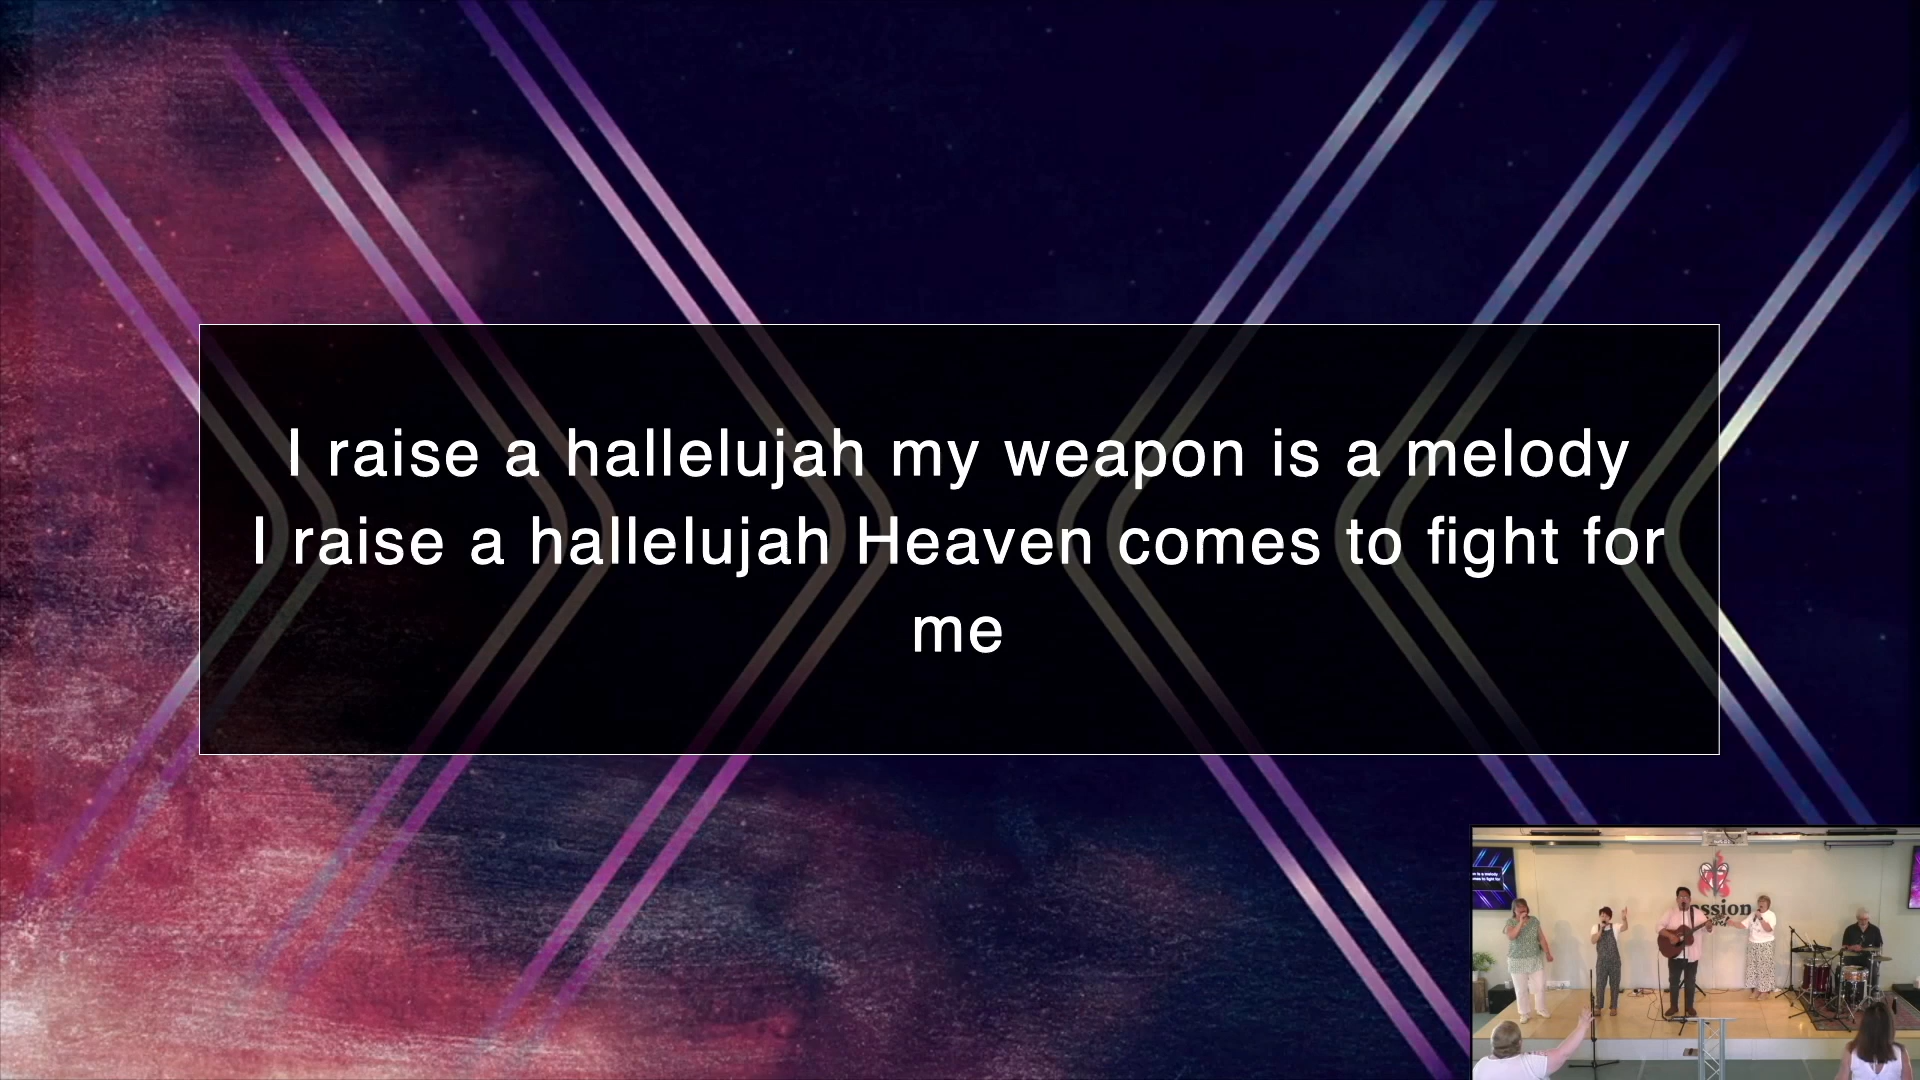 I raise a hallelujah my weapon is a melody
I raise a hallelujah Heaven comes to fight for
me